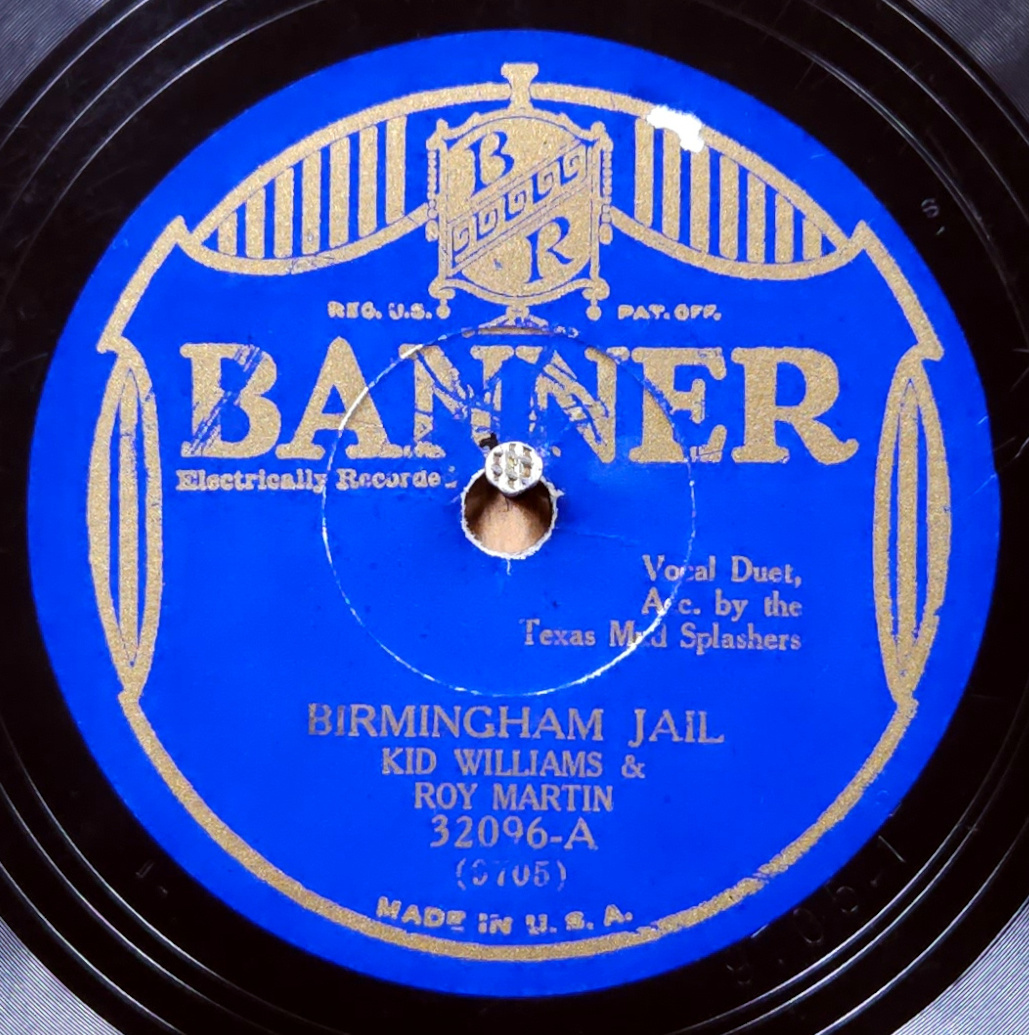 B
R
REG. U.S. PAT. OFF.
BANNER
Electrically Recorded
Vocal Duet,
Acc. by the
Texas Mud Splashers
BIRMINGHAM JAIL
KID WILLIAMS &
ROY MARTIN
32096-A
MADE IN U. S. A.